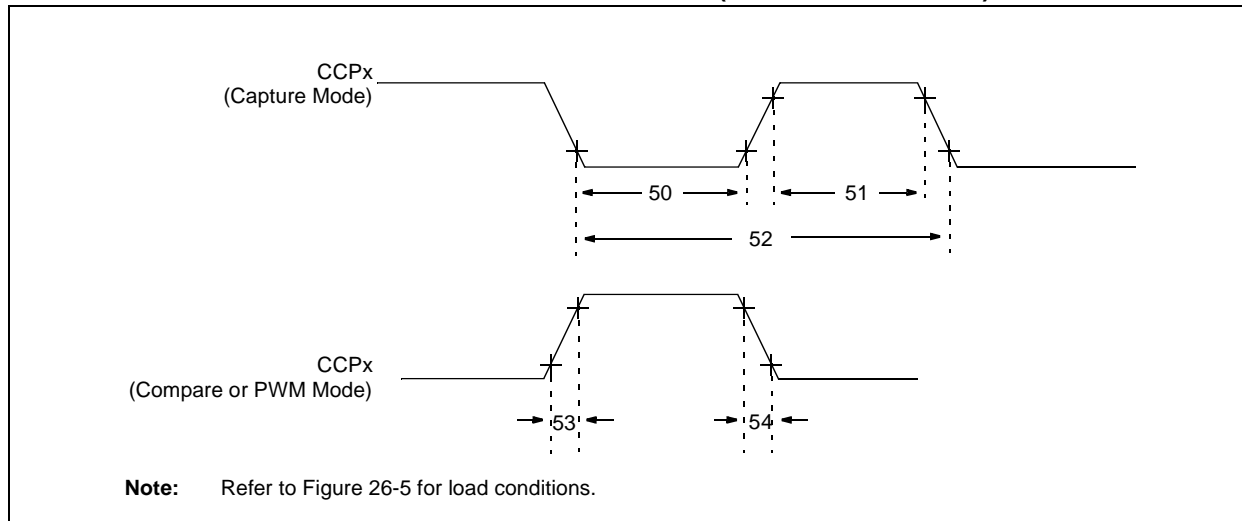 CCPx
(Capture Mode)
50
51
52
CCPx
(Compare or PWM Mode)
53
54
Note: Refer to Figure 26-5 for load conditions.